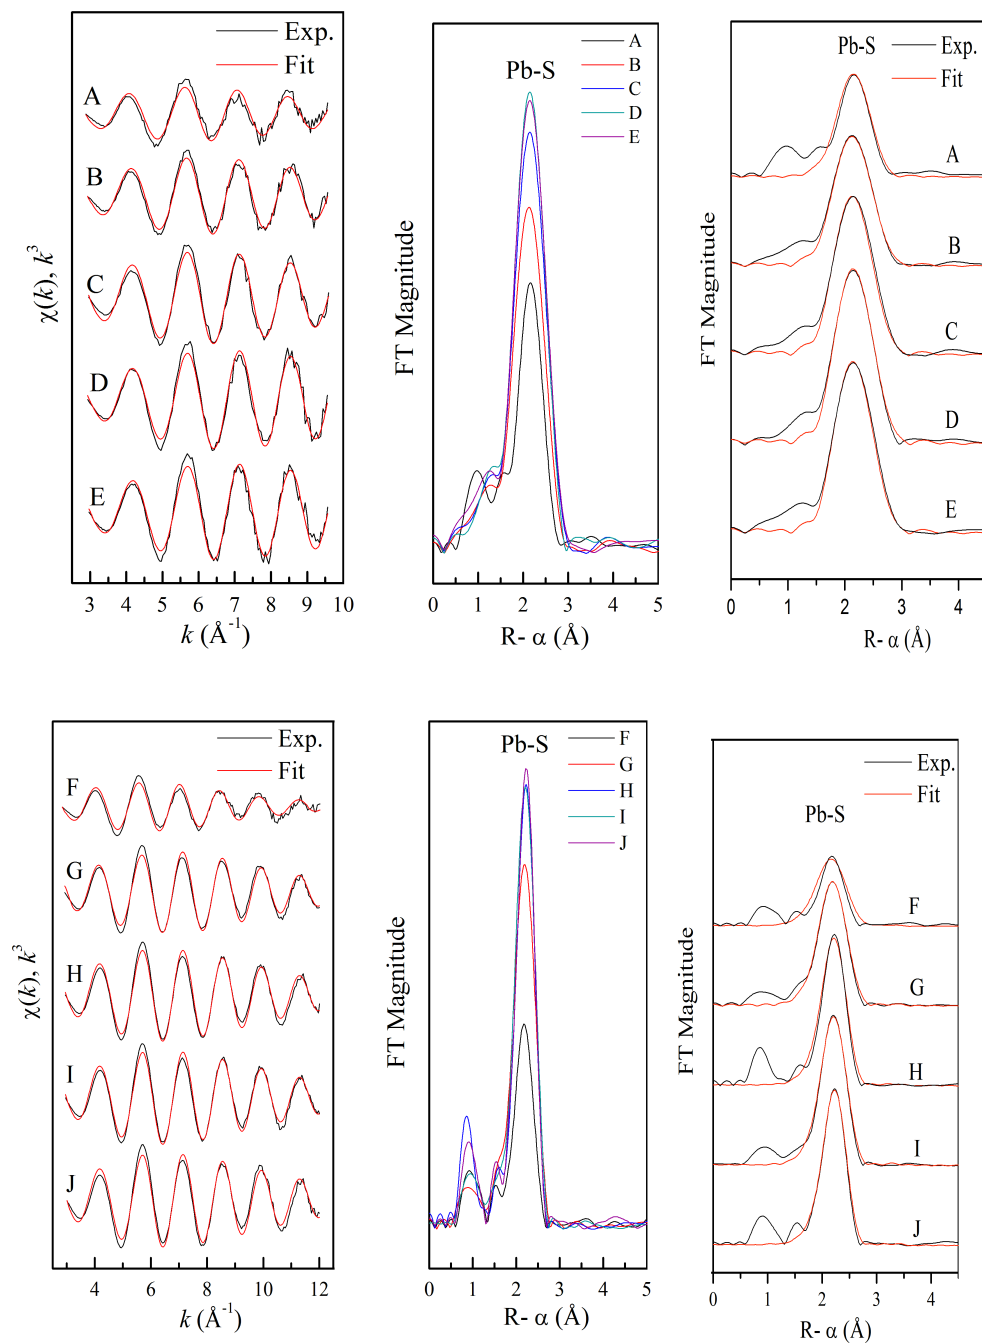 Exp.
Fit
A
B
C
D
E
χ(k), k³
3 4 5 6 7 8 9 10
k (Å⁻¹)
Pb-S
A
B
C
D
E
FT Magnitude
0 1 2 3 4 5
R- α (Å)
Pb-S
Exp.
Fit
A
B
C
D
E
FT Magnitude
0 1 2 3 4
R- α (Å)
Exp.
Fit
F
G
H
I
J
χ(k), k³
4 6 8 10 12
k (Å⁻¹)
Pb-S
F
G
H
I
J
FT Magnitude
0 1 2 3 4 5
R- α (Å)
Exp.
Fit
Pb-S
F
G
H
I
J
FT Magnitude
0 1 2 3 4
R- α (Å)